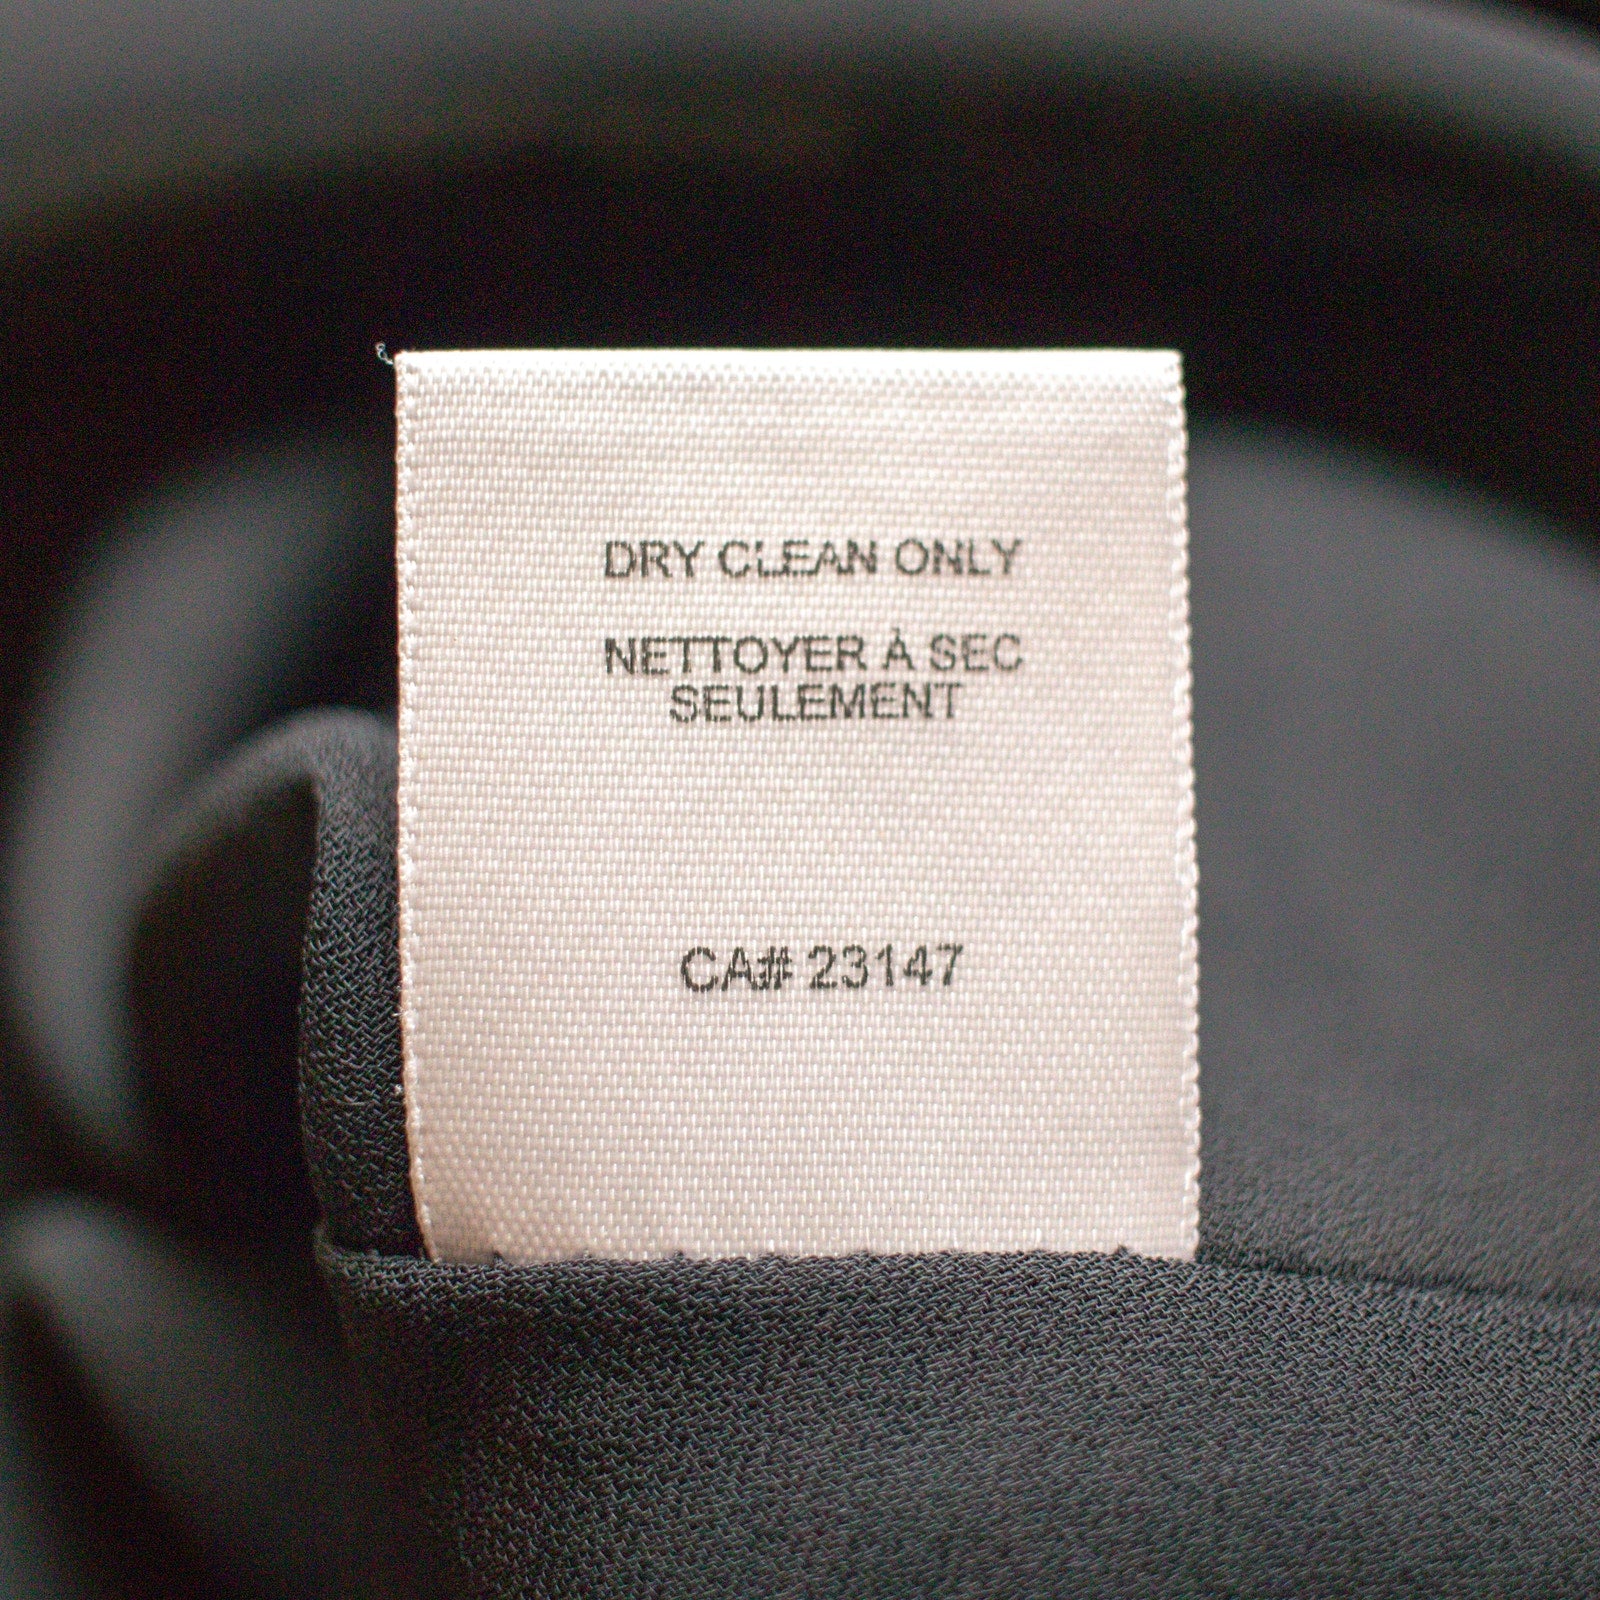 DRY CLEAN ONLY
NETTOYER À SEC
SEULEMENT
CA# 23147